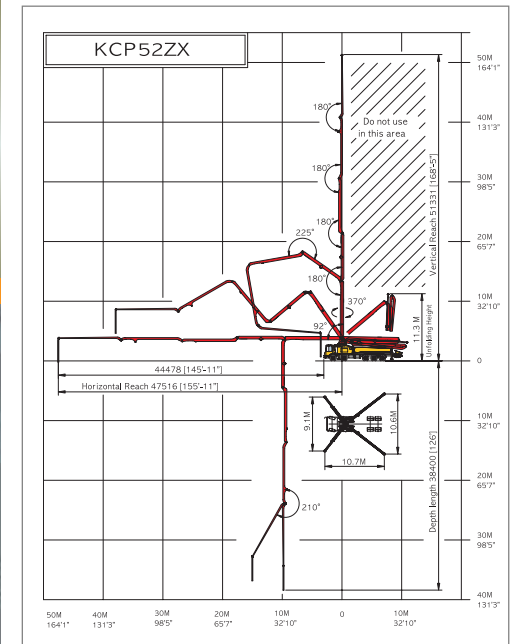 KCP52ZX
50M
164'1"
180°
Do not use
in this area
40M
131'3"
180°
30M
98'5"
Vertical Reach 51331 [168'-5"]
180°
225°
20M
65'7"
180°
370°
10M
32'10"
92°
11.3 M
Unfolding Height
0
44478 [145'-11"]
Horizontal Reach 47516 [155'-11"]
9.1M
10.6M
10.7M
10M
32'10"
Depth length 38400 [126']
20M
65'7"
210°
30M
98'5"
40M
131'3"
50M
164'1"
40M
131'3"
30M
98'5"
20M
65'7"
10M
32'10"
0
10M
32'10"